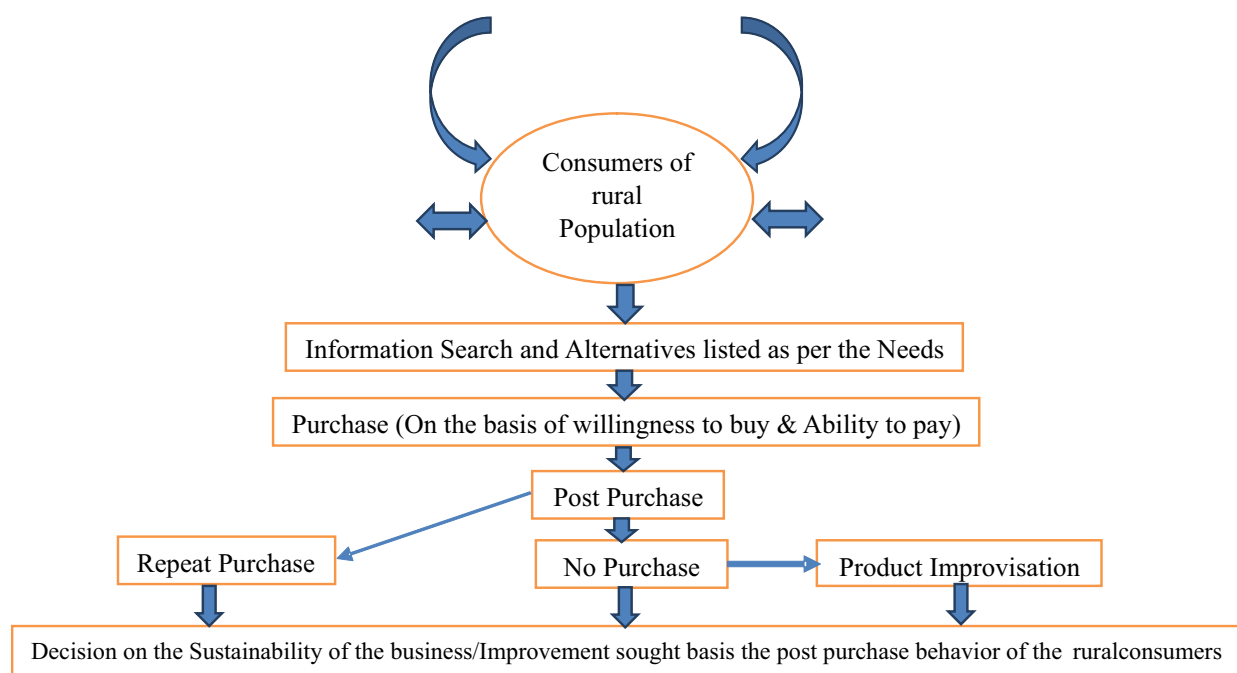 Consumers of
rural
Population
Information Search and Alternatives listed as per the Needs
Purchase (On the basis of willingness to buy & Ability to pay)
Post Purchase
Repeat Purchase
No Purchase
Product Improvisation
Decision on the Sustainability of the business/Improvement sought basis the post purchase behavior of the ruralconsumers